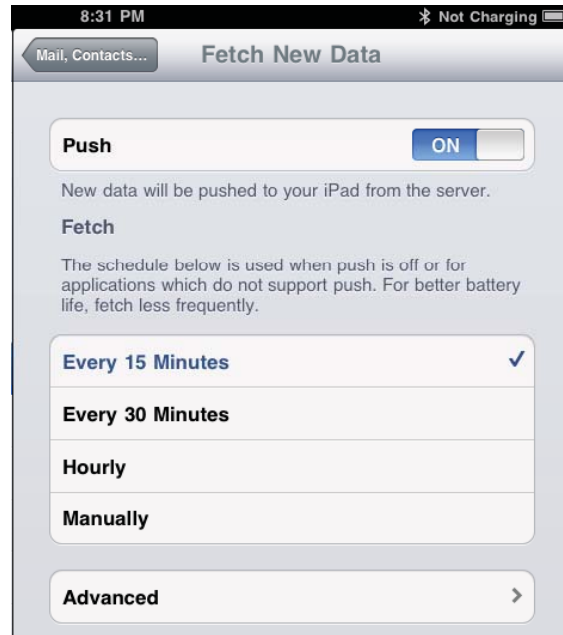 8:31 PM Not Charging
Mail, Contacts... Fetch New Data
Push ON
New data will be pushed to your iPad from the server.
Fetch
The schedule below is used when push is off or for
applications which do not support push. For better battery
life, fetch less frequently.
Every 15 Minutes
Every 30 Minutes
Hourly
Manually
Advanced